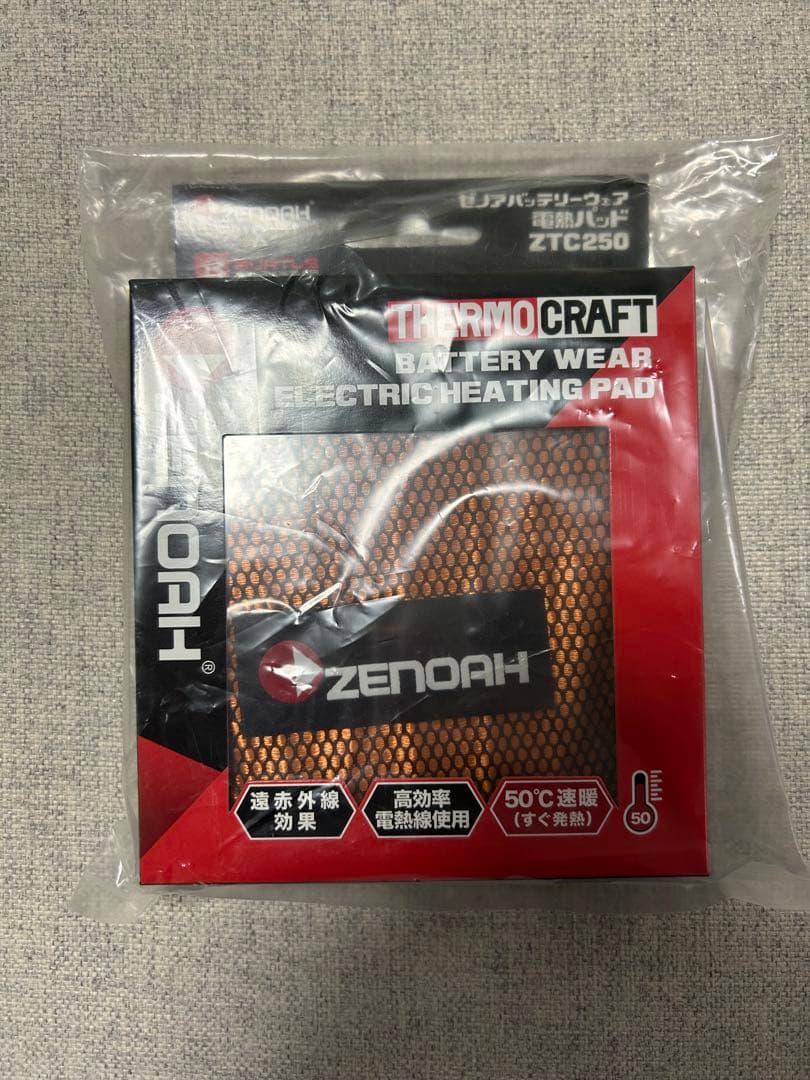 ZENOAH
ゼノアバッテリーウェア
電熱パッド
ZTC250
THERMO CRAFT
BATTERY WEAR
ELECTRIC HEATING PAD
OAH®
ZENOAH
遠赤外線
効果
高効率
電熱線使用
50℃速暖
(すぐ発熱)
50